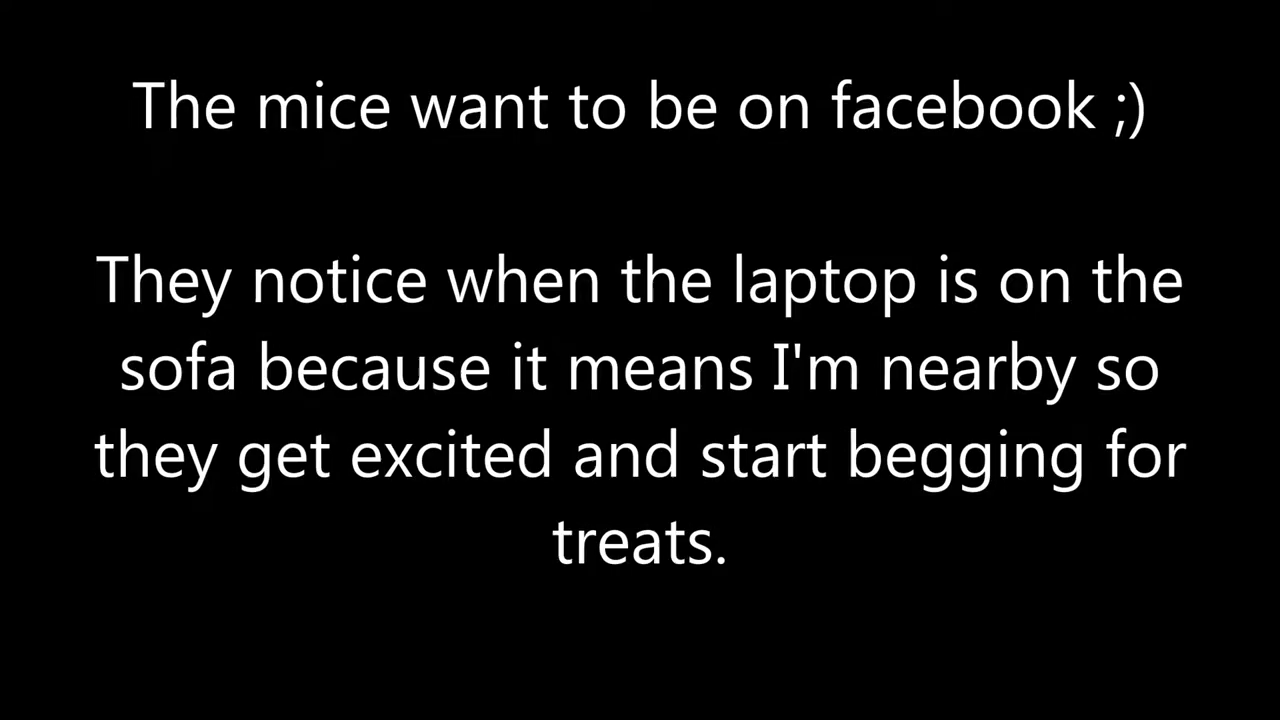 The mice want to be on facebook ;)
They notice when the laptop is on the
sofa because it means I'm nearby so
they get excited and start begging for
treats.